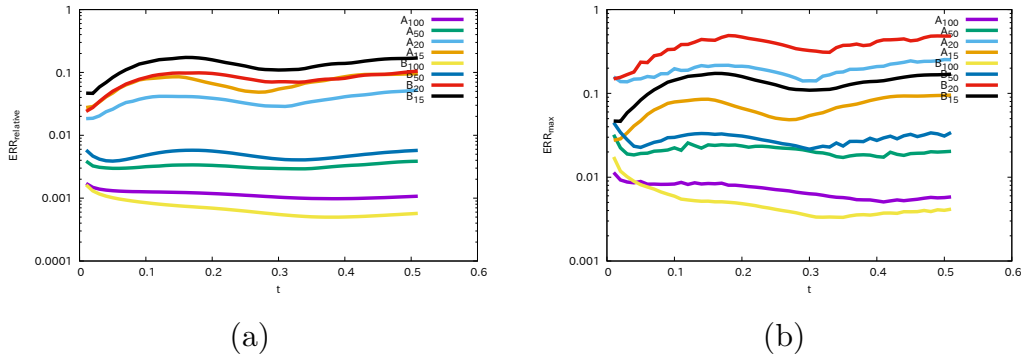 1
0.1
0.01
0.001
0.0001
ERR_relative
0 0.1 0.2 0.3 0.4 0.5 0.6
t
A_100
A_50
A_20
A_15
B_100
B_50
B_20
B_15
(a)
1
0.1
0.01
0.001
ERR_max
0 0.1 0.2 0.3 0.4 0.5 0.6
t
A_100
A_50
A_20
A_15
B_100
B_50
B_20
B_15
(b)